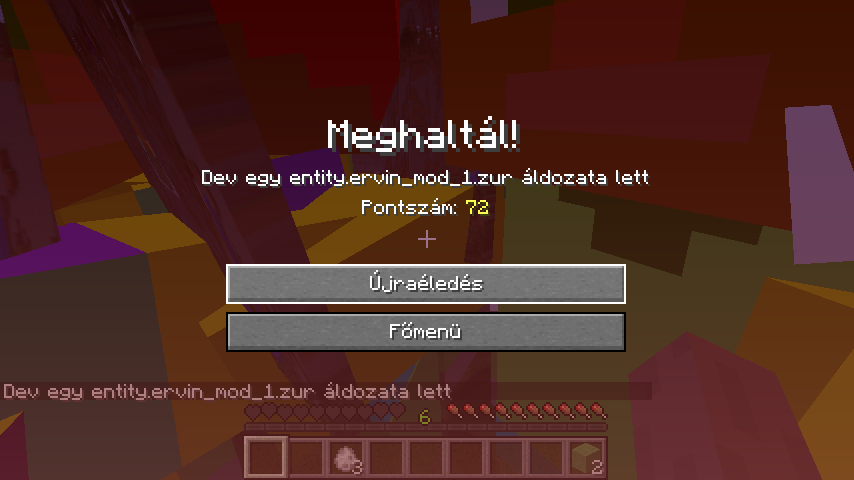 Meghaltál!
Dev egy entity.ervin_mod_1.zur áldozata lett
Pontszám: 72
Újraéledés
Főmenü
Dev egy entity.ervin_mod_1.zur áldozata lett
6
3
2